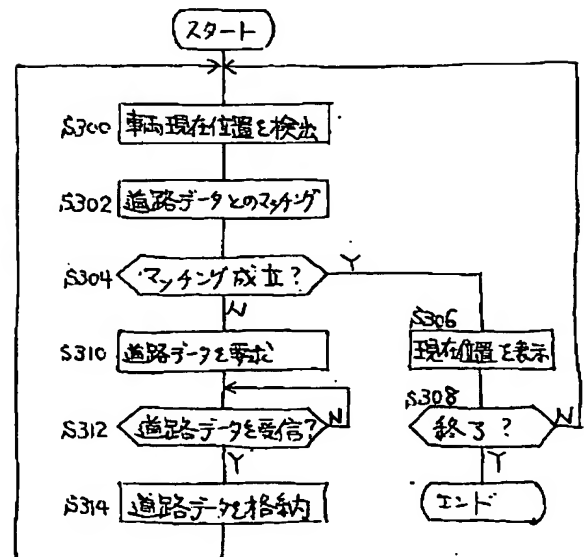 スタート
S300 車両現在位置を検出
S302 道路データとのマッチング
S304 マッチング成立?
Y
N
S306
現在位置を表示
S310 道路データを要求
S308
終了?
N
Y
エンド
S312 道路データを受信?
N
Y
S314 道路データを格納